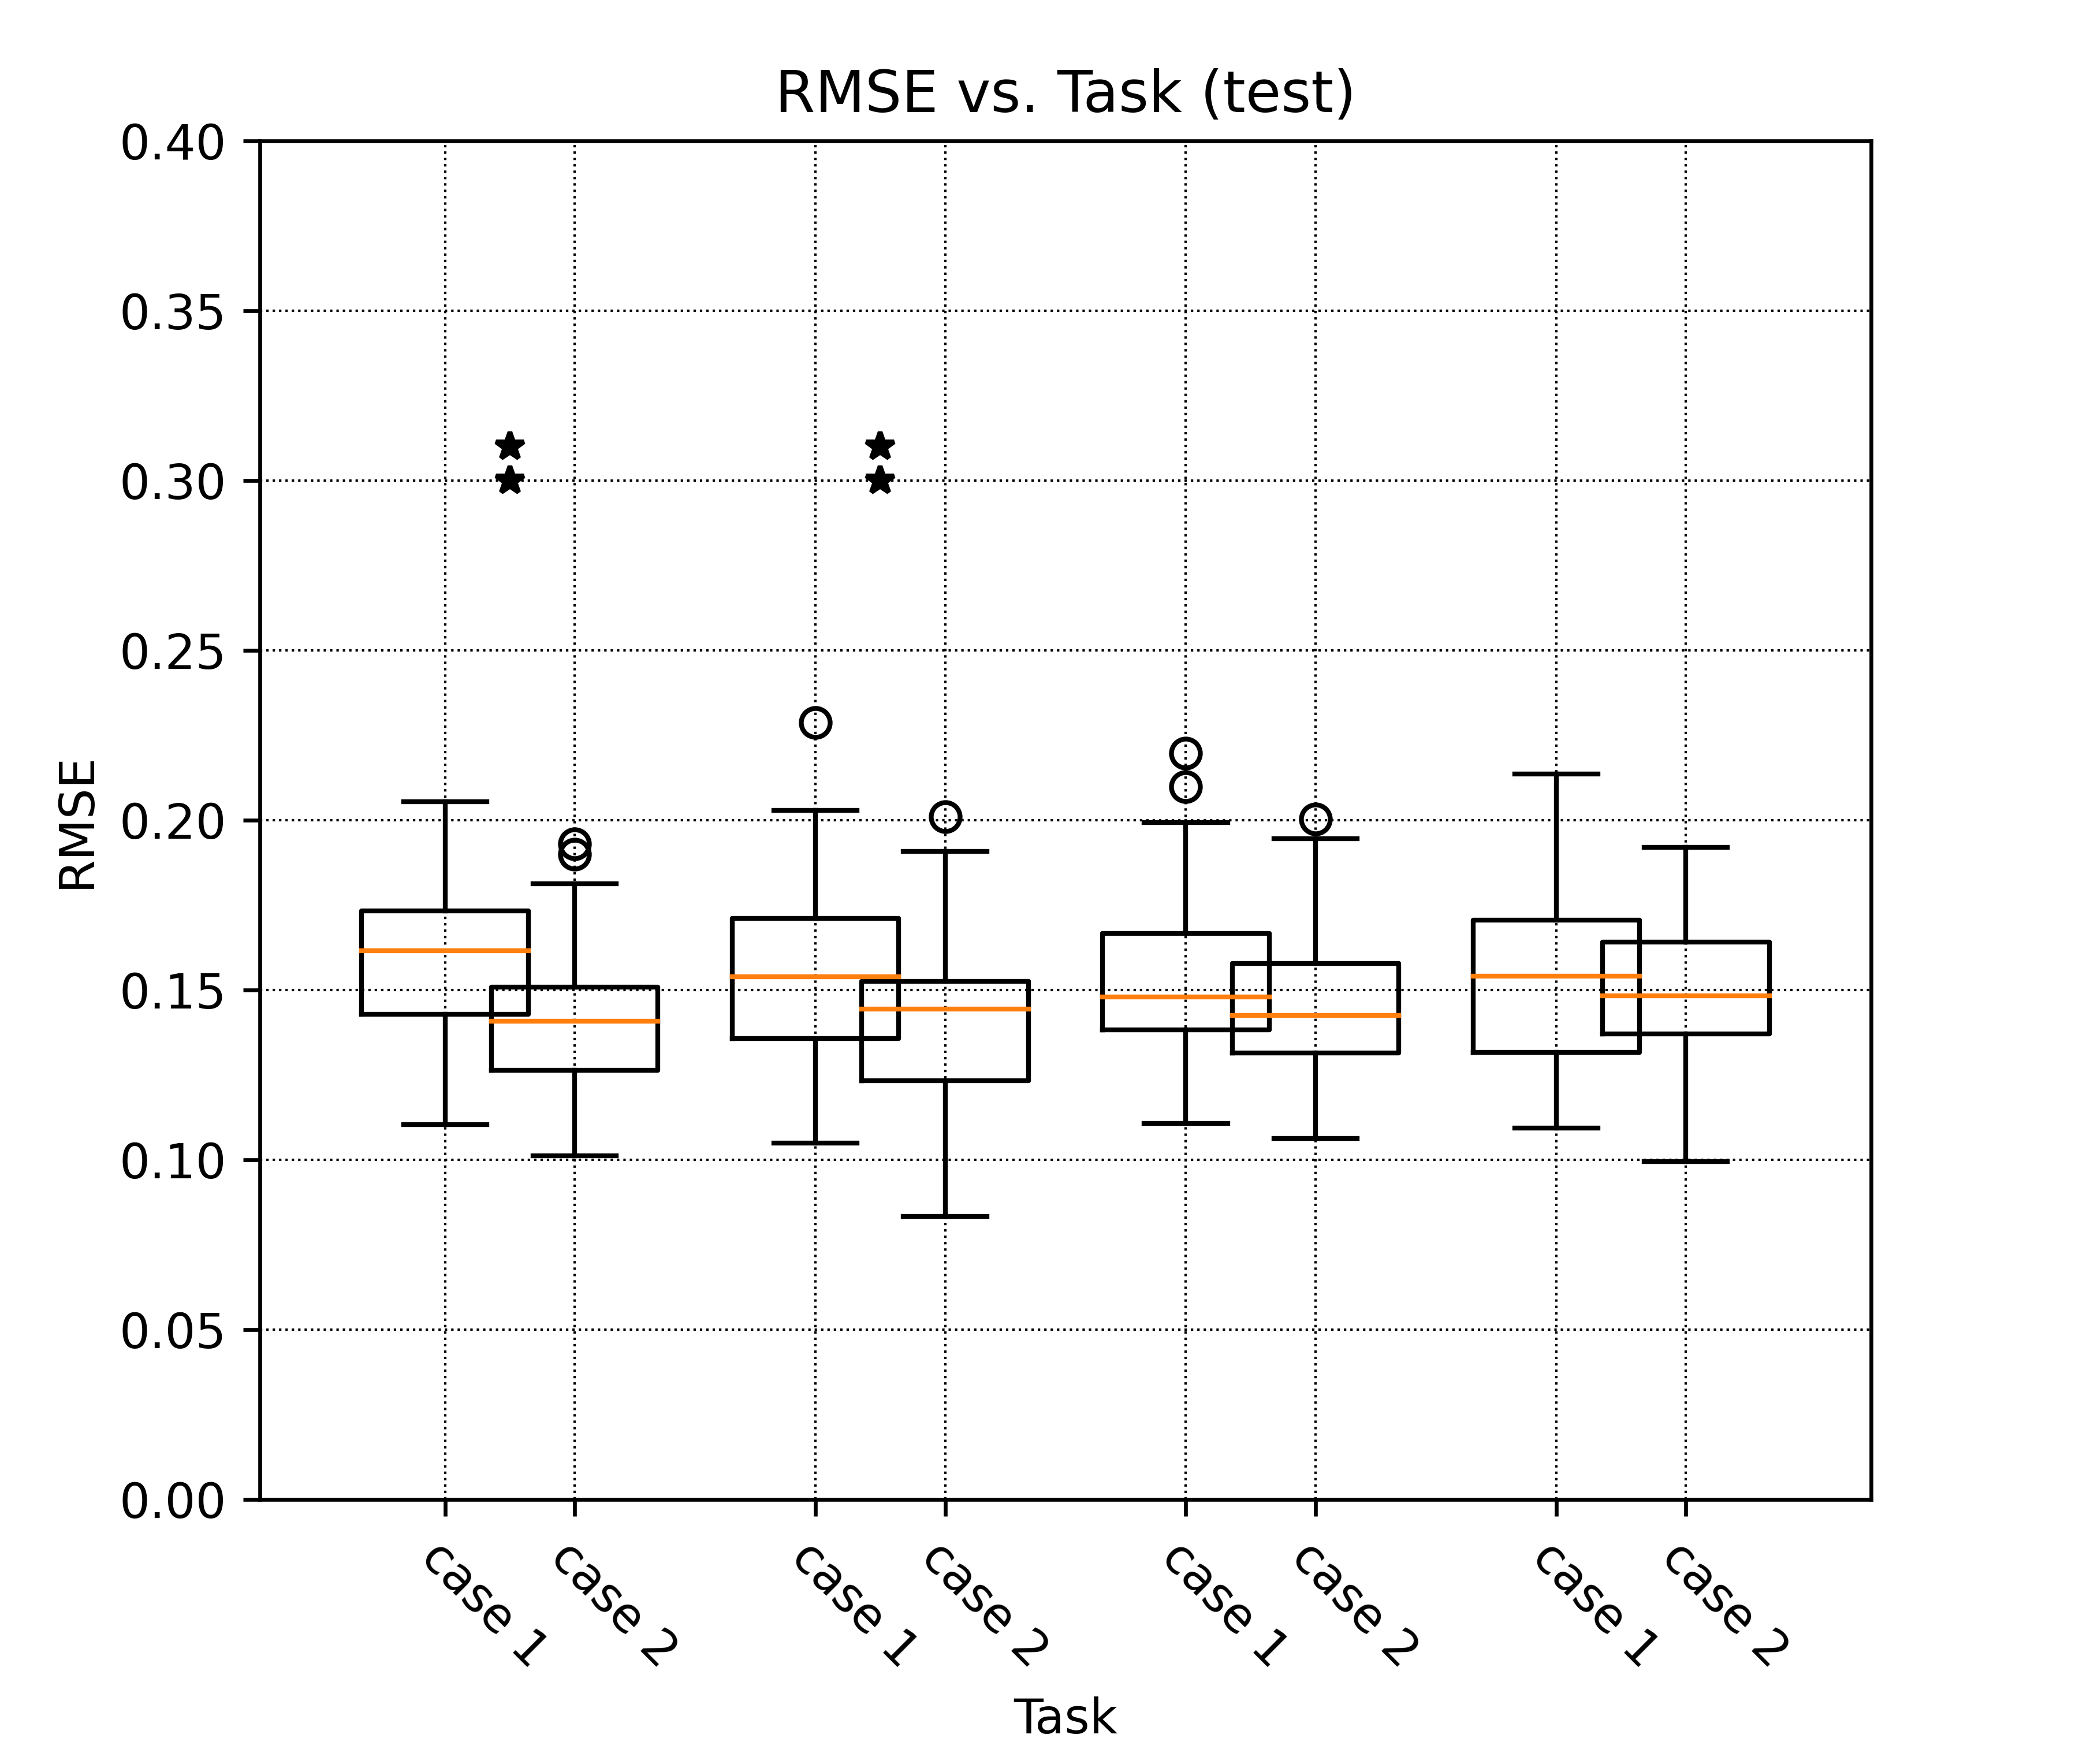 RMSE vs. Task (test)
0.40
0.35
0.30
0.25
0.20
0.15
0.10
0.05
0.00
RMSE
case 1
case 2
case 1
case 2
case 1
case 2
case 1
case 2
Task